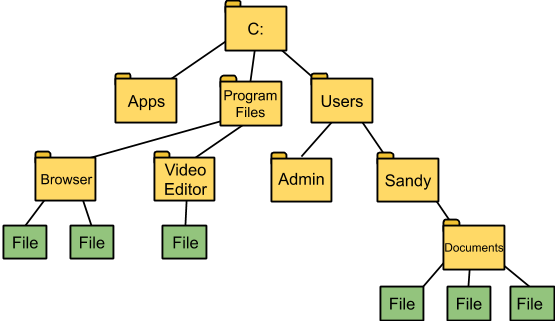 C:
Apps
Program
Files
Users
Browser
Video
Editor
Admin
Sandy
File
File
File
Documents
File
File
File